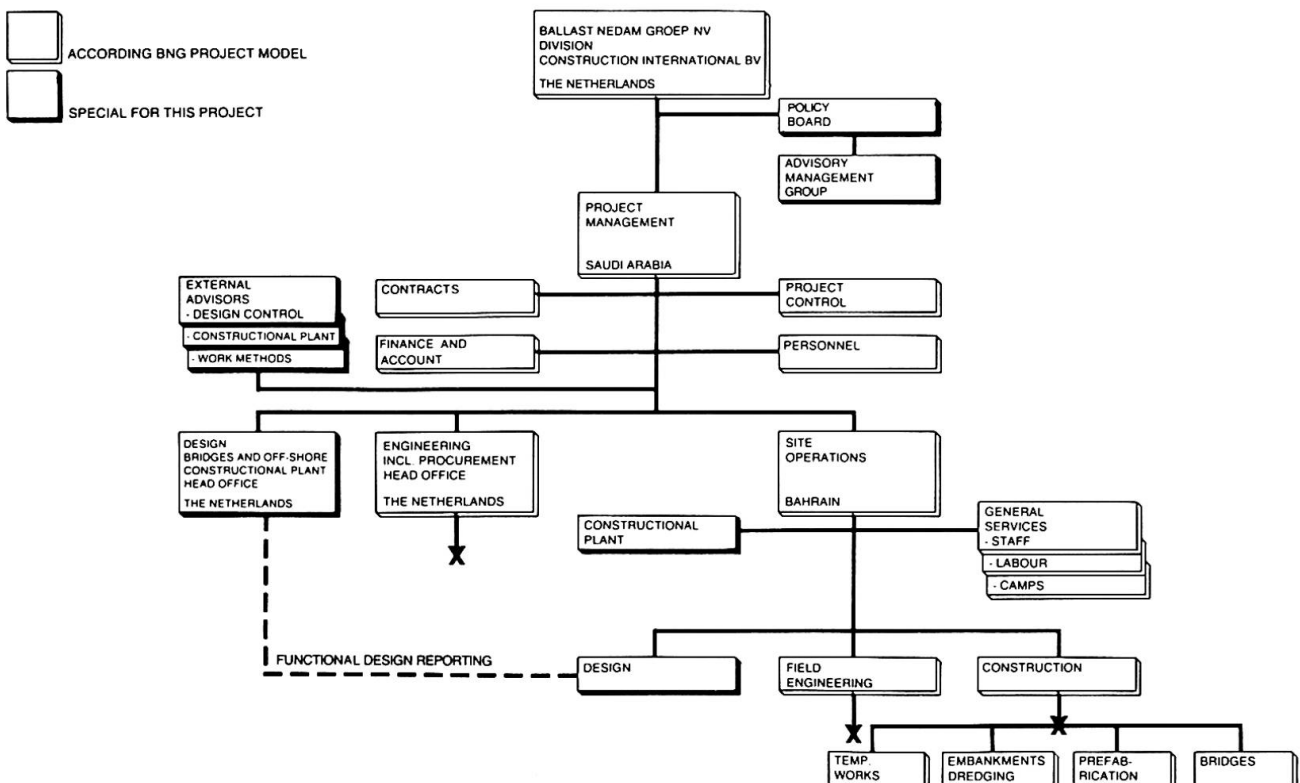 ACCORDING BNG PROJECT MODEL
SPECIAL FOR THIS PROJECT
BALLAST NEDAM GROEP NV
DIVISION
CONSTRUCTION INTERNATIONAL BV
THE NETHERLANDS
POLICY
BOARD
ADVISORY
MANAGEMENT
GROUP
PROJECT
MANAGEMENT
SAUDI ARABIA
EXTERNAL
ADVISORS
- DESIGN CONTROL
- CONSTRUCTIONAL PLANT
- WORK METHODS
CONTRACTS
PROJECT
CONTROL
FINANCE AND
ACCOUNT
PERSONNEL
DESIGN
BRIDGES AND OFF-SHORE
CONSTRUCTIONAL PLANT
HEAD OFFICE
THE NETHERLANDS
ENGINEERING
INCL. PROCUREMENT
HEAD OFFICE
THE NETHERLANDS
SITE
OPERATIONS
BAHRAIN
CONSTRUCTIONAL
PLANT
GENERAL
SERVICES
- STAFF
- LABOUR
- CAMPS
FUNCTIONAL DESIGN REPORTING
DESIGN
FIELD
ENGINEERING
CONSTRUCTION
X
X
X
TEMP.
WORKS
EMBANKMENTS
DREDGING
PREFAB-
RICATION
BRIDGES